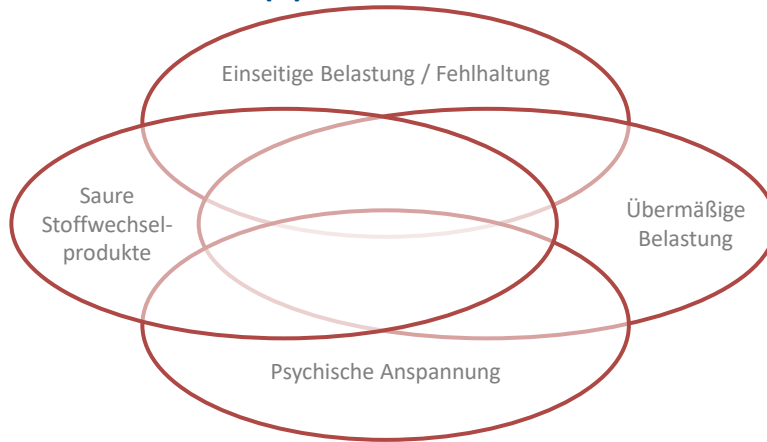 Einseitige Belastung / Fehlhaltung
Saure
Stoffwechsel-
produkte
Übermäßige
Belastung
Psychische Anspannung